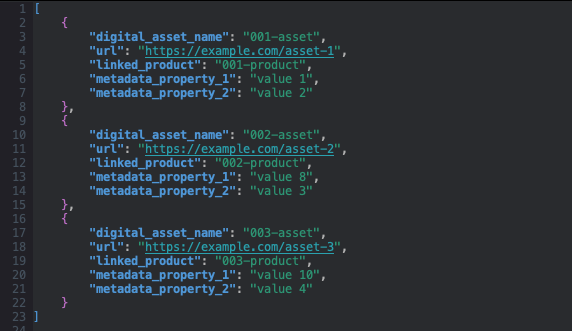 1 [
2 {
3 "digital_asset_name": "001-asset",
4 "url": "https://example.com/asset-1",
5 "linked_product": "001-product",
6 "metadata_property_1": "value 1",
7 "metadata_property_2": "value 2"
8 },
9 {
10 "digital_asset_name": "002-asset",
11 "url": "https://example.com/asset-2",
12 "linked_product": "002-product",
13 "metadata_property_1": "value 8",
14 "metadata_property_2": "value 3"
15 },
16 {
17 "digital_asset_name": "003-asset",
18 "url": "https://example.com/asset-3",
19 "linked_product": "003-product",
20 "metadata_property_1": "value 10",
21 "metadata_property_2": "value 4"
22 }
23 ]
24